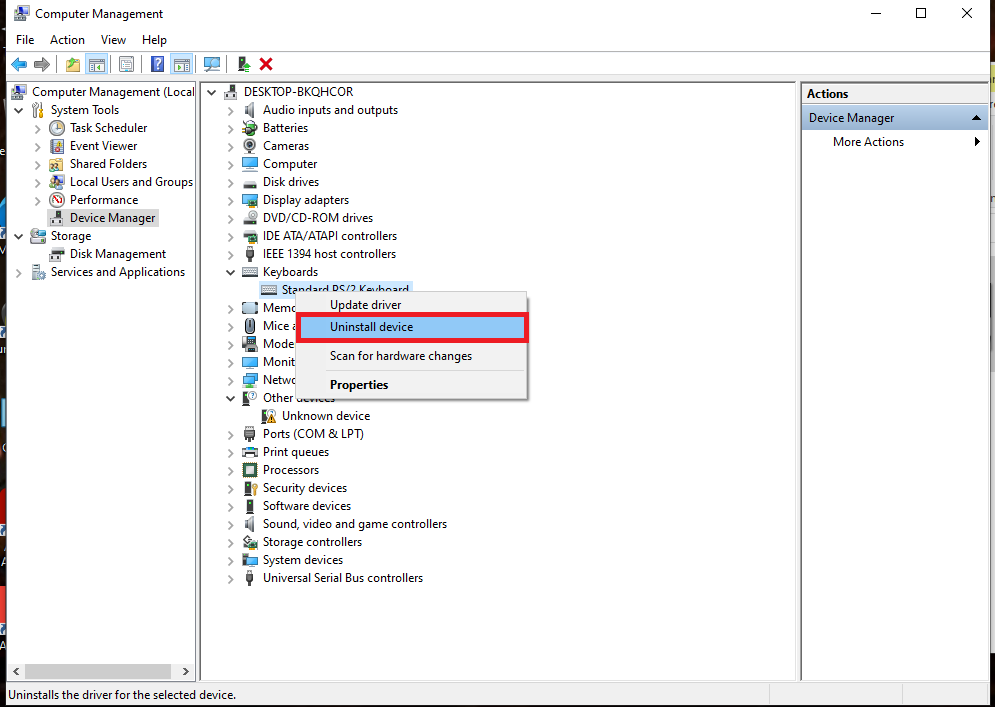 Computer Management
File Action View Help
Computer Management (Local
System Tools
Task Scheduler
Event Viewer
Shared Folders
Local Users and Groups
Performance
Device Manager
Storage
Disk Management
Services and Applications
DESKTOP-BKQHCOR
Audio inputs and outputs
Batteries
Cameras
Computer
Disk drives
Display adapters
DVD/CD-ROM drives
IDE ATA/ATAPI controllers
IEEE 1394 host controllers
Keyboards
Standard PS/2 Keyboard
Memo
Mice a
Mode
Monit
Netwo
Other devices
Unknown device
Ports (COM & LPT)
Print queues
Processors
Security devices
Software devices
Sound, video and game controllers
Storage controllers
System devices
Universal Serial Bus controllers
Update driver
Uninstall device
Scan for hardware changes
Properties
Actions
Device Manager
More Actions
Uninstalls the driver for the selected device.